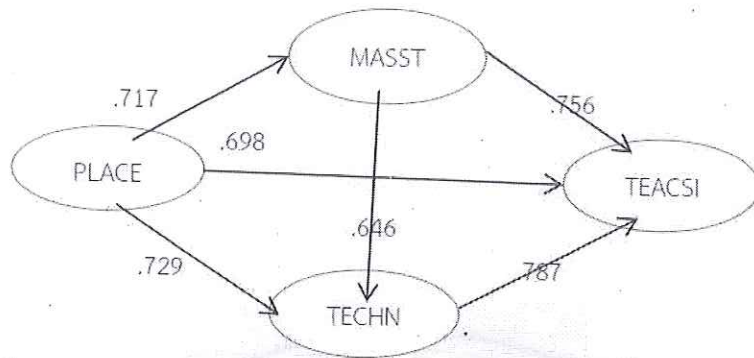 MASST
.717
.756
.698
PLACE
TEACSI
.646
.729
.787
TECHN